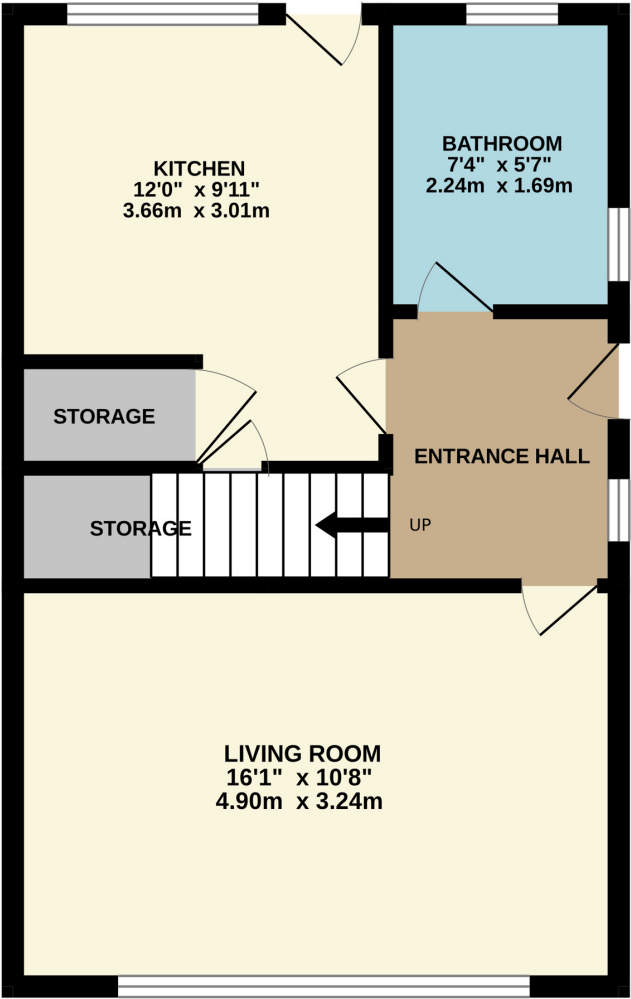 KITCHEN
12'0" x 9'11"
3.66m x 3.01m
BATHROOM
7'4" x 5'7"
2.24m x 1.69m
STORAGE
ENTRANCE HALL
STORAGE
UP
LIVING ROOM
16'1" x 10'8"
4.90m x 3.24m